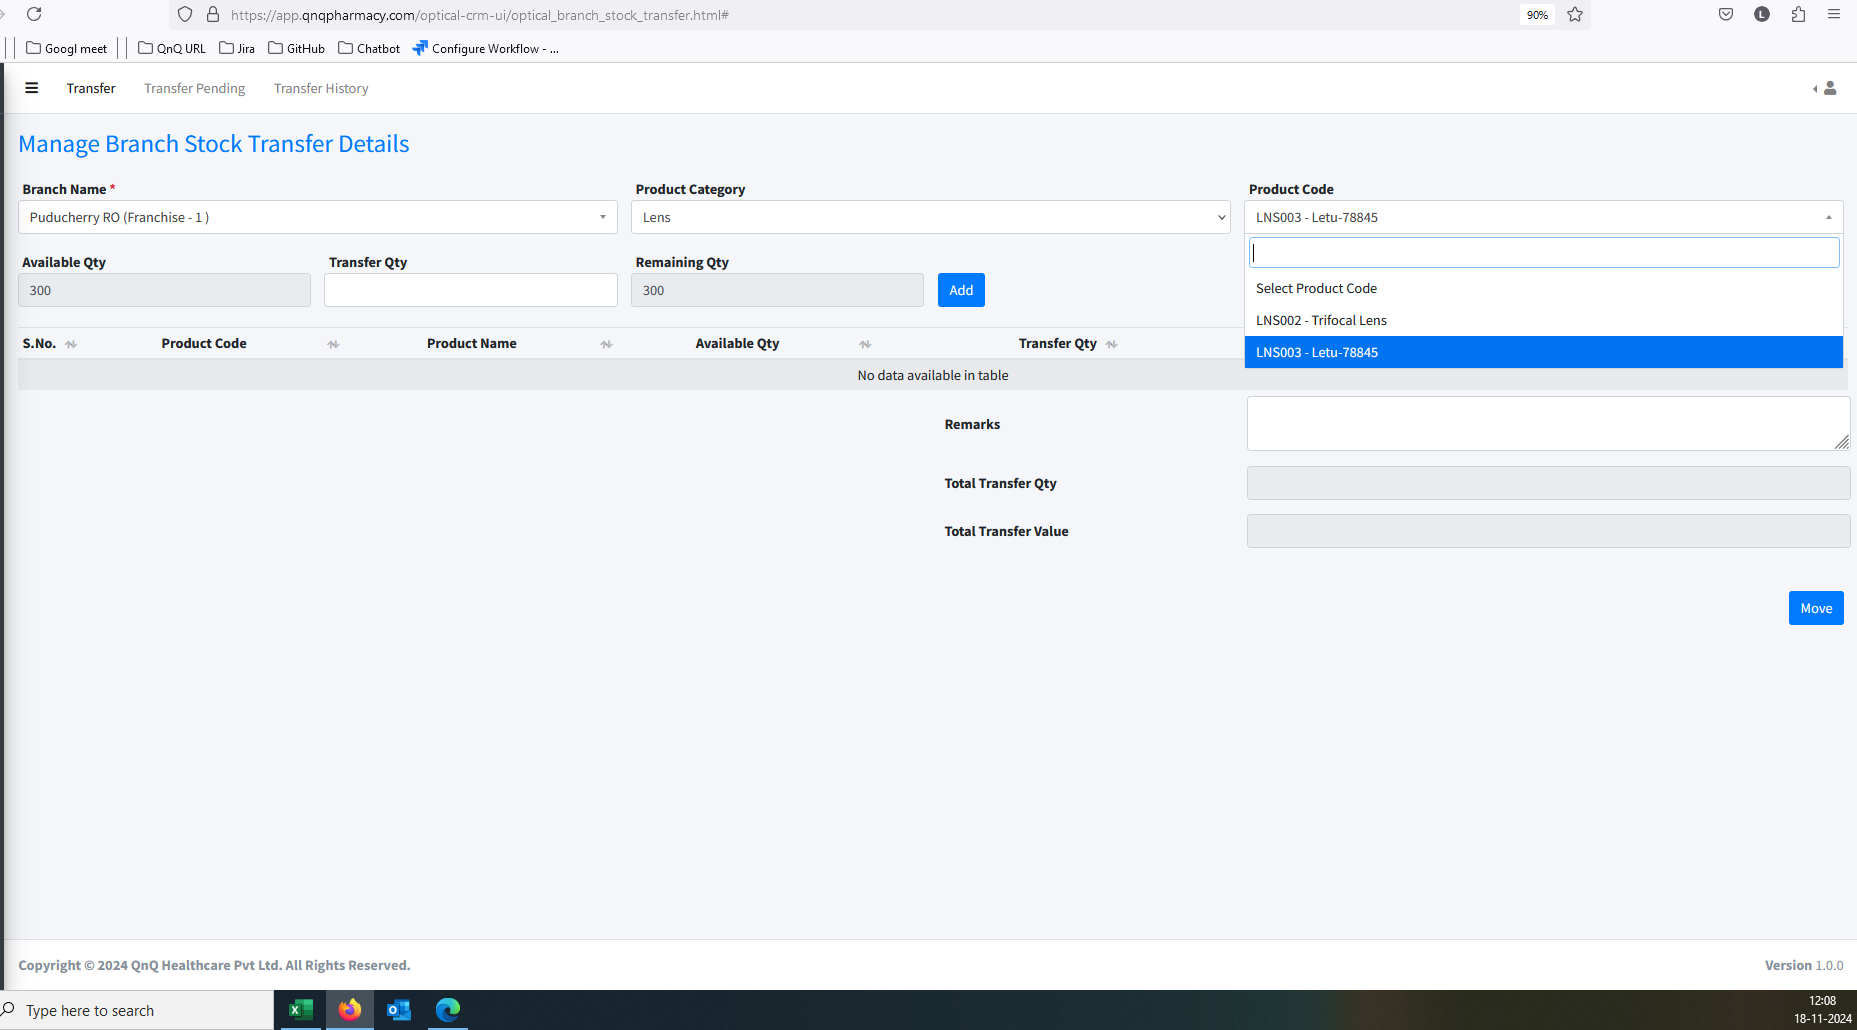 https://app.qnqpharmacy.com/optical-crm-ui/optical_branch_stock_transfer.html#
90%
L
Googl meet
QnQ URL
Jira
GitHub
Chatbot
Configure Workflow - ...
Transfer
Transfer Pending
Transfer History
Manage Branch Stock Transfer Details
Branch Name *
Product Category
Product Code
Puducherry RO (Franchise - 1 )
Lens
LNS003 - Letu-78845
Available Qty
Transfer Qty
Remaining Qty
300
300
Add
Select Product Code
LNS002 - Trifocal Lens
LNS003 - Letu-78845
S.No.
Product Code
Product Name
Available Qty
Transfer Qty
No data available in table
Remarks
Total Transfer Qty
Total Transfer Value
Move
Copyright © 2024 QnQ Healthcare Pvt Ltd. All Rights Reserved.
Version 1.0.0
Type here to search
12:08
18-11-2024